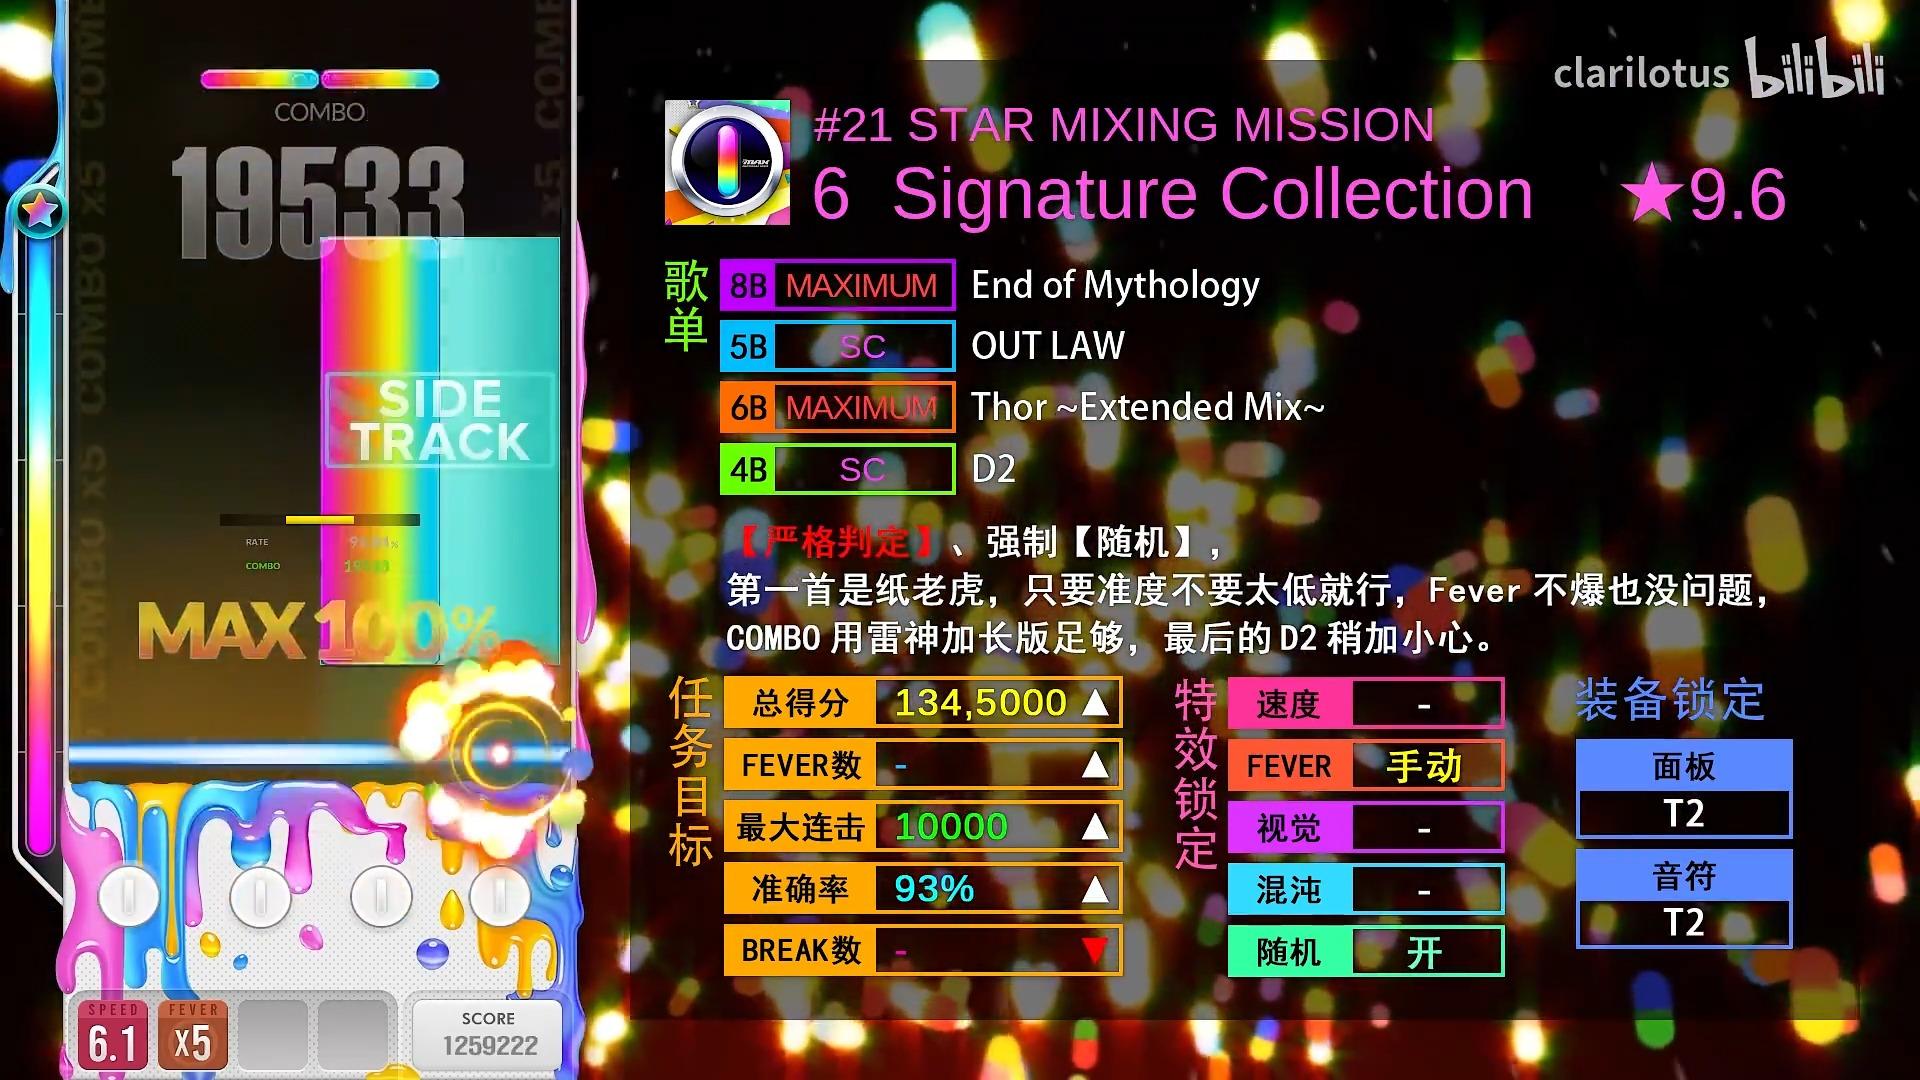 clarilotus bilibili
COMBO
19533
SIDE
TRACK
RATE
COMBO
MAX 100%
SPEED
6.1
FEVER
x5
SCORE
1259222
#21 STAR MIXING MISSION
6 Signature Collection ★9.6
歌单
8B MAXIMUM End of Mythology
5B SC OUT LAW
6B MAXIMUM Thor ~Extended Mix~
4B SC D2
【严格判定】、强制【随机】,
第一首是纸老虎，只要准度不要太低就行，Fever 不爆也没问题，
COMBO 用雷神加长版足够，最后的 D2 稍加小心。
任务目标
总得分 134,5000 ▲
FEVER数 - ▲
最大连击 10000 ▲
准确率 93% ▲
BREAK数 - ▼
特效锁定
速度 -
FEVER 手动
视觉 -
混沌 -
随机 开
装备锁定
面板
T2
音符
T2